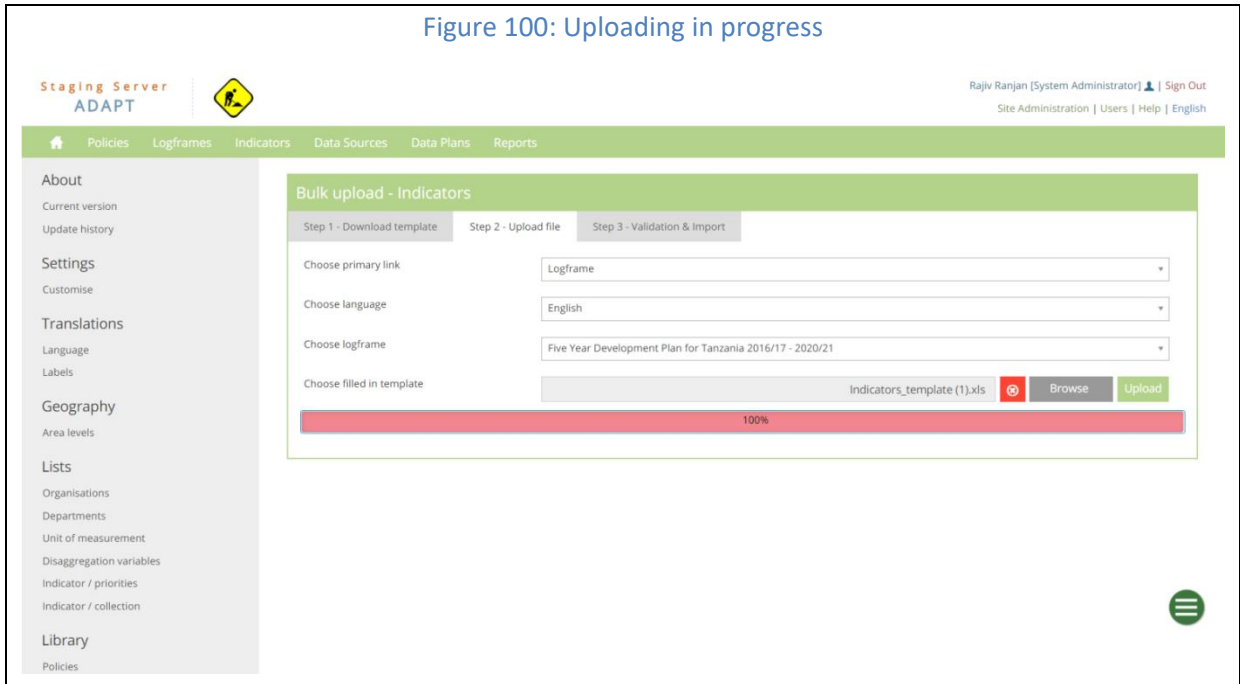 Figure 100: Uploading in progress
Staging Server
ADAPT
Rajiv Ranjan [System Administrator] | Sign Out
Site Administration | Users | Help | English
Policies Logframes Indicators Data Sources Data Plans Reports
About
Current version
Update history
Settings
Customise
Translations
Language
Labels
Geography
Area levels
Lists
Organisations
Departments
Unit of measurement
Disaggregation variables
Indicator / priorities
Indicator / collection
Library
Policies
Bulk upload - Indicators
Step 1 - Download template Step 2 - Upload file Step 3 - Validation & Import
Choose primary link Logframe
Choose language English
Choose logframe Five Year Development Plan for Tanzania 2016/17 - 2020/21
Choose filled in template Indicators_template (1).xls Browse Upload
100%